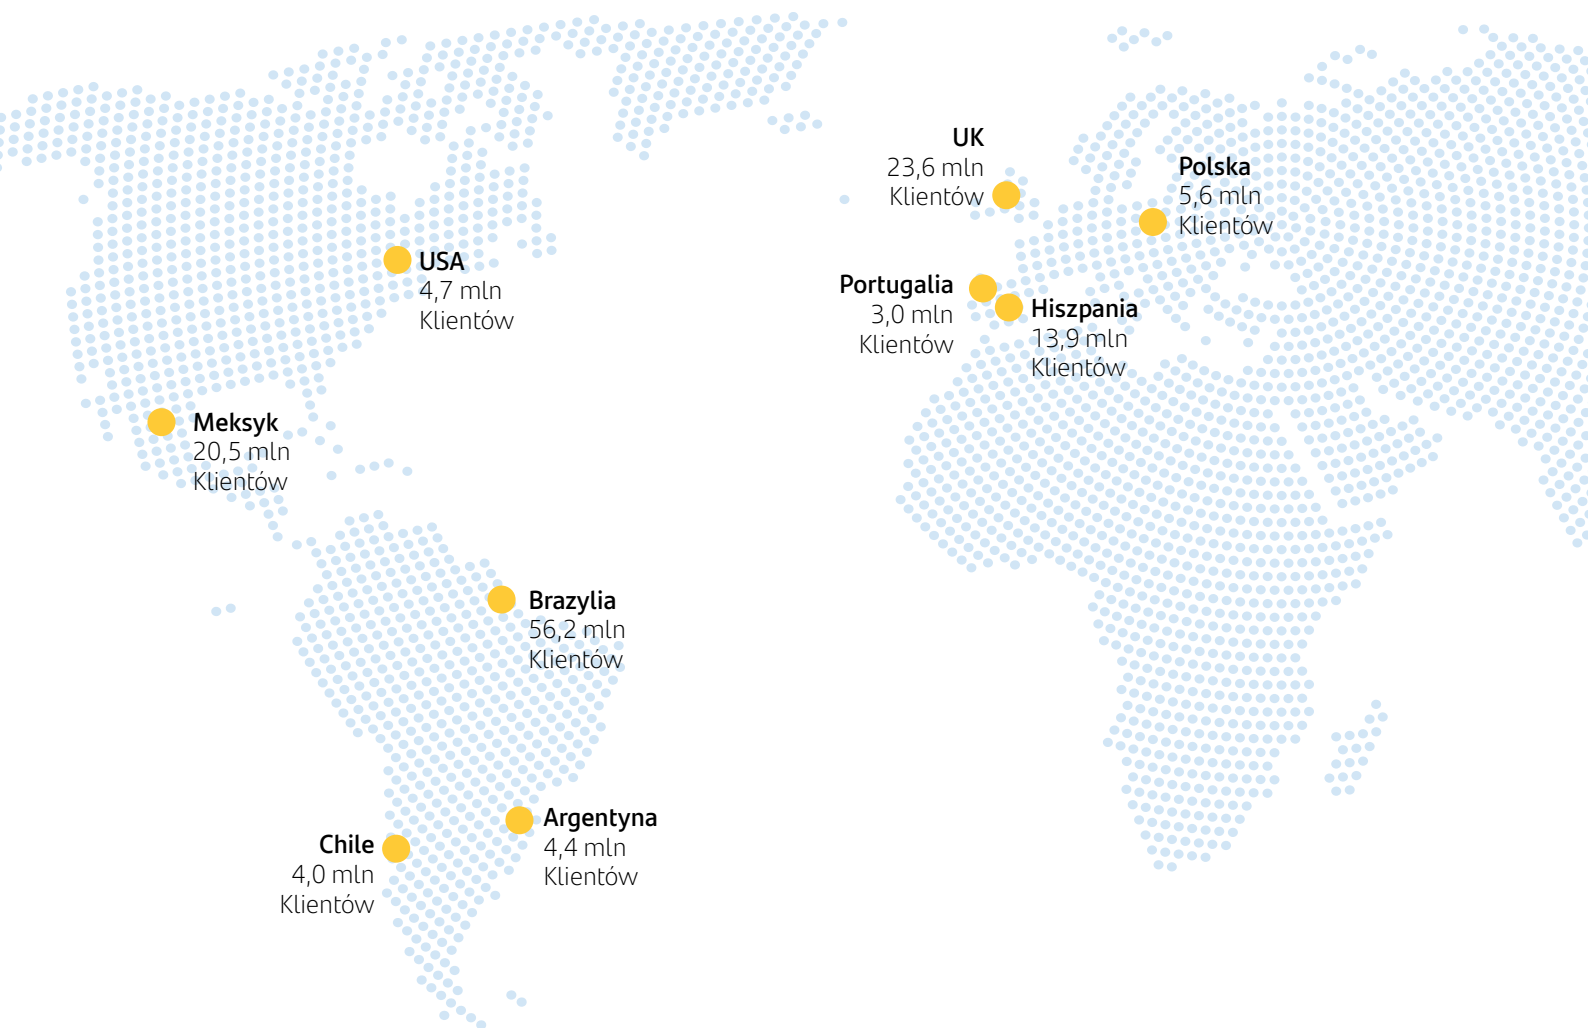 UK
23,6 mln
Klientów
Polska
5,6 mln
Klientów
USA
4,7 mln
Klientów
Portugalia
3,0 mln
Klientów
Hiszpania
13,9 mln
Klientów
Meksyk
20,5 mln
Klientów
Brazylia
56,2 mln
Klientów
Argentyna
4,4 mln
Klientów
Chile
4,0 mln
Klientów